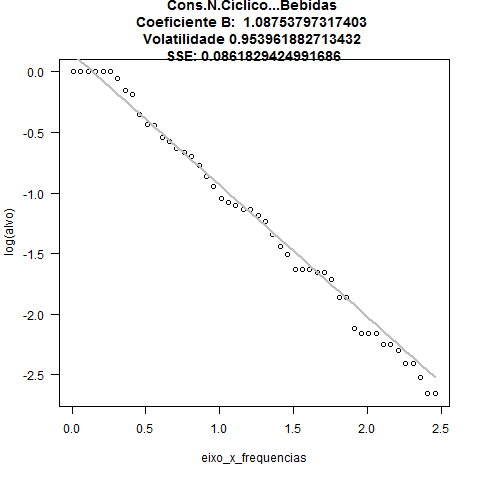 Cons.N.Ciclico...Bebidas
Coeficiente B:  1.08753797317403
Volatilidade 0.953961882713432
SSE: 0.0861829424991686
0.0
-0.5
-1.0
-1.5
-2.0
-2.5
log(alvo)
0.0
0.5
1.0
1.5
2.0
2.5
eixo_x_frequencias